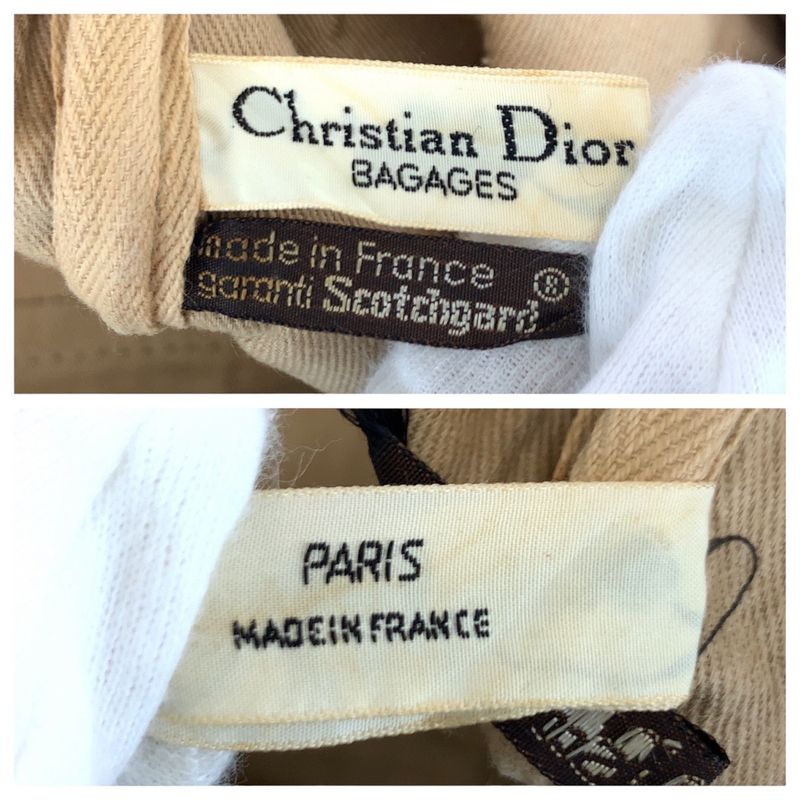 Christian Dior
BAGAGES
made in France
garanti Scotchgard®
PARIS
MADE IN FRANCE